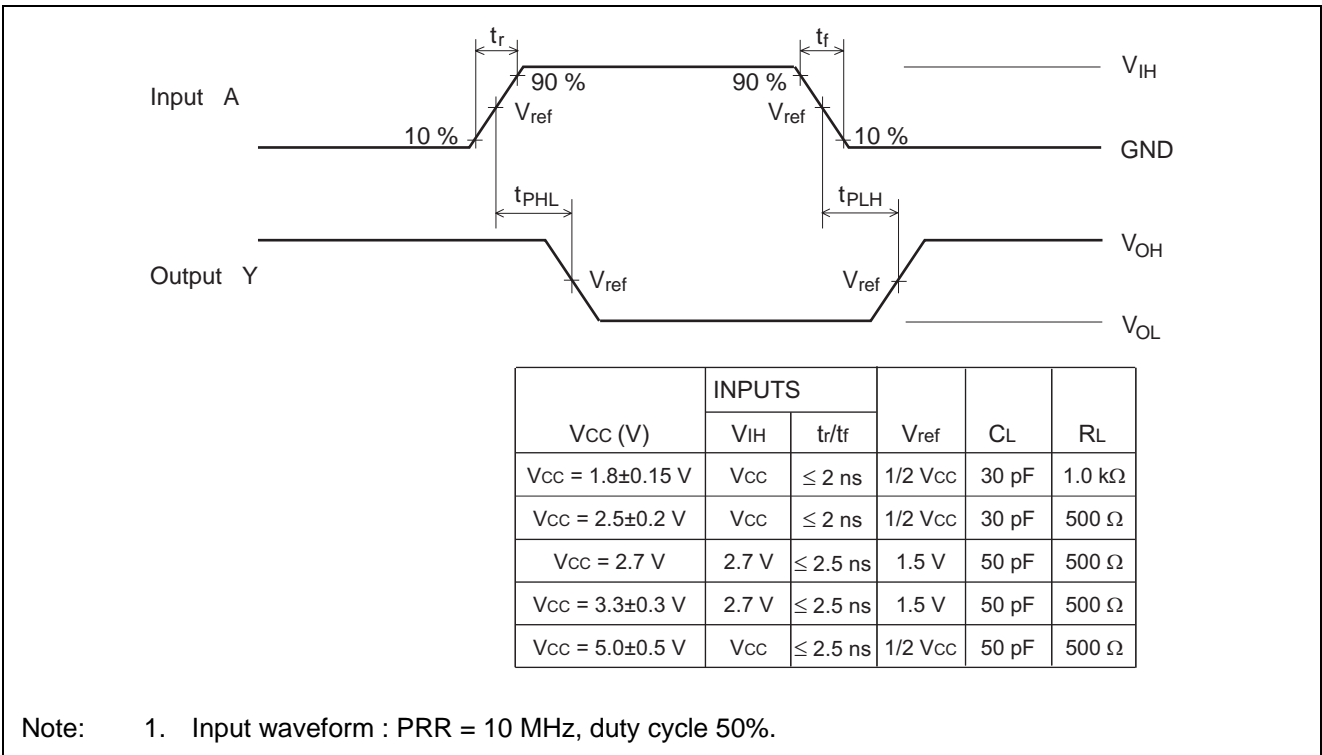 tr
tf
VIH
90 %
90 %
Input A
Vref
Vref
10 %
10 %
GND
tPHL
tPLH
VOH
Output Y
Vref
Vref
VOL
INPUTS
VCC (V) VIH tr/tf Vref CL RL
VCC = 1.8±0.15 V VCC ≤ 2 ns 1/2 VCC 30 pF 1.0 kΩ
VCC = 2.5±0.2 V VCC ≤ 2 ns 1/2 VCC 30 pF 500 Ω
VCC = 2.7 V 2.7 V ≤ 2.5 ns 1.5 V 50 pF 500 Ω
VCC = 3.3±0.3 V 2.7 V ≤ 2.5 ns 1.5 V 50 pF 500 Ω
VCC = 5.0±0.5 V VCC ≤ 2.5 ns 1/2 VCC 50 pF 500 Ω
Note: 1. Input waveform : PRR = 10 MHz, duty cycle 50%.